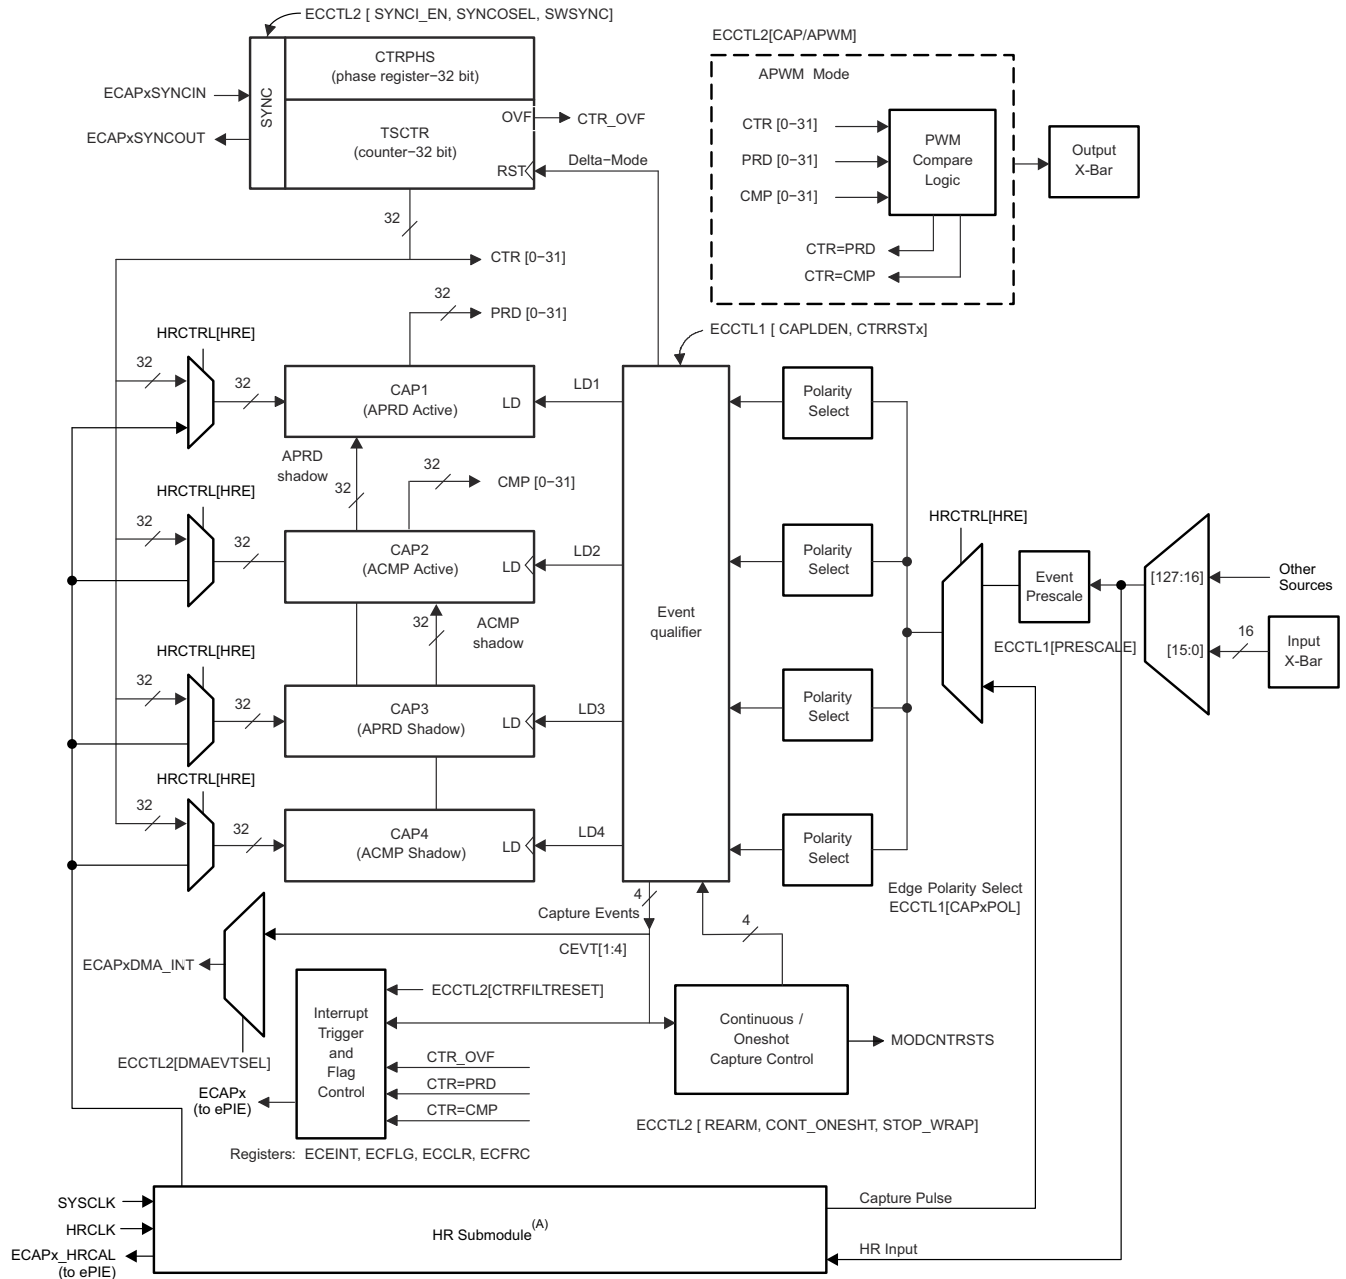 ECCTL2 [ SYNCI_EN, SYNCOSEL, SWSYNC]
SYNC
CTRPHS
(phase register−32 bit)
ECAPxSYNCIN
ECAPxSYNCOUT
TSCTR
(counter−32 bit)
OVF
CTR_OVF
RST
Delta−Mode
ECCTL2[CAP/APWM]
APWM Mode
CTR [0−31]
PRD [0−31]
CMP [0−31]
PWM
Compare
Logic
Output
X-Bar
CTR=PRD
CTR=CMP
32
CTR [0−31]
32
PRD [0−31]
ECCTL1 [ CAPLDEN, CTRRSTx]
HRCTRL[HRE]
32
32
CAP1
(APRD Active)
LD
LD1
Polarity
Select
APRD
shadow
32
32
CMP [0−31]
HRCTRL[HRE]
32
32
CAP2
(ACMP Active)
LD
LD2
Polarity
Select
32
ACMP
shadow
Event
qualifier
HRCTRL[HRE]
Event
Prescale
ECCTL1[PRESCALE]
[127:16]
[15:0]
Other
Sources
16
Input
X-Bar
HRCTRL[HRE]
32
32
CAP3
(APRD Shadow)
LD
LD3
Polarity
Select
HRCTRL[HRE]
32
32
CAP4
(ACMP Shadow)
LD
LD4
Polarity
Select
Edge Polarity Select
ECCTL1[CAPxPOL]
4
Capture Events
CEVT[1:4]
4
ECAPxDMA_INT
ECCTL2[DMAEVTSEL]
Interrupt
Trigger
and
Flag
Control
ECCTL2[CTRFILTRESET]
CTR_OVF
CTR=PRD
CTR=CMP
ECAPx
(to ePIE)
Continuous /
Oneshot
Capture Control
MODCNTRSTS
ECCTL2 [ REARM, CONT_ONESHT, STOP_WRAP]
Registers: ECEINT, ECFLG, ECCLR, ECFRC
SYSCLK
HRCLK
ECAPx_HRCAL
(to ePIE)
HR Submodule(A)
Capture Pulse
HR Input